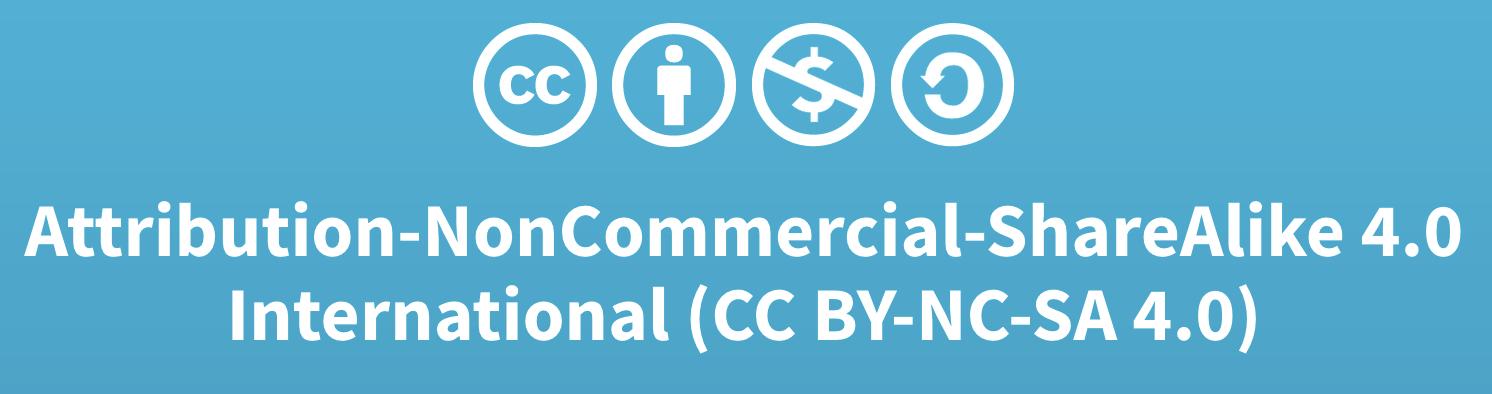 cc
Attribution-NonCommercial-ShareAlike 4.0
International (CC BY-NC-SA 4.0)